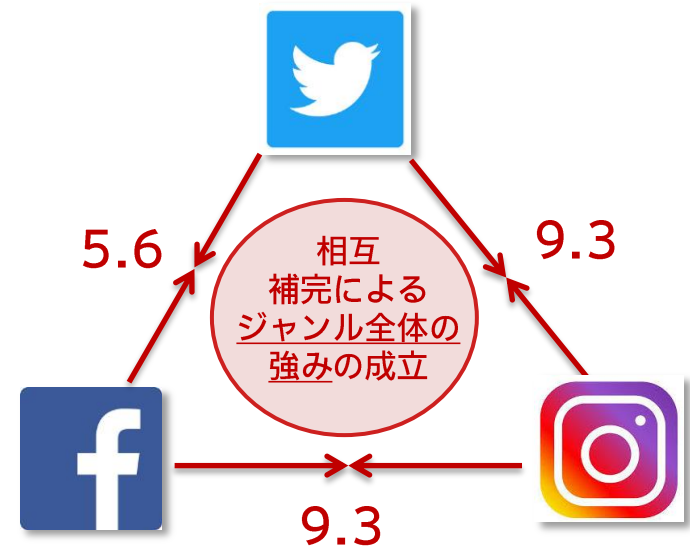 5.6
9.3
相互
補完による
ジャンル全体の
強みの成立
9.3